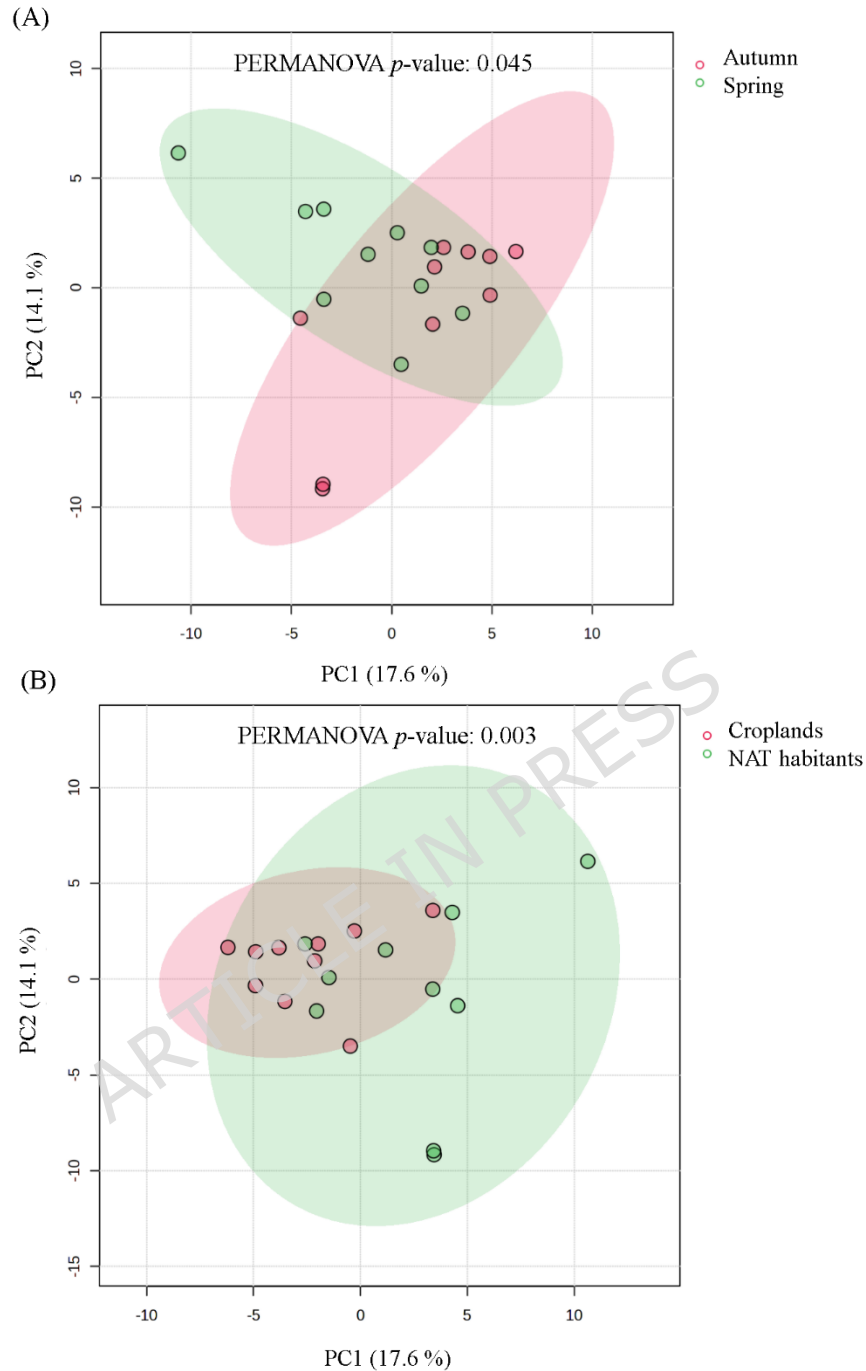 (A)
PERMANOVA p-value: 0.045
Autumn
Spring
10
5
0
-5
-10
PC2 (14.1 %)
-10 -5 0 5 10
PC1 (17.6 %)
(B)
PERMANOVA p-value: 0.003
Croplands
NAT habitants
10
5
0
-5
-10
-15
PC2 (14.1 %)
-10 -5 0 5 10
PC1 (17.6 %)
ARTICLE IN PRESS